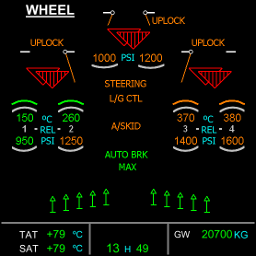 WHEEL
UPLOCK
UPLOCK
UPLOCK
1000 PSI 1200
STEERING
L/G CTL
A/SKID
AUTO BRK
MAX
150 °C 260
1 - REL - 2
950 PSI 1250
370 °C 380
3 - REL - 4
1400 PSI 1600
TAT +79 °C
SAT +79 °C
13 H 49
GW 20700 KG